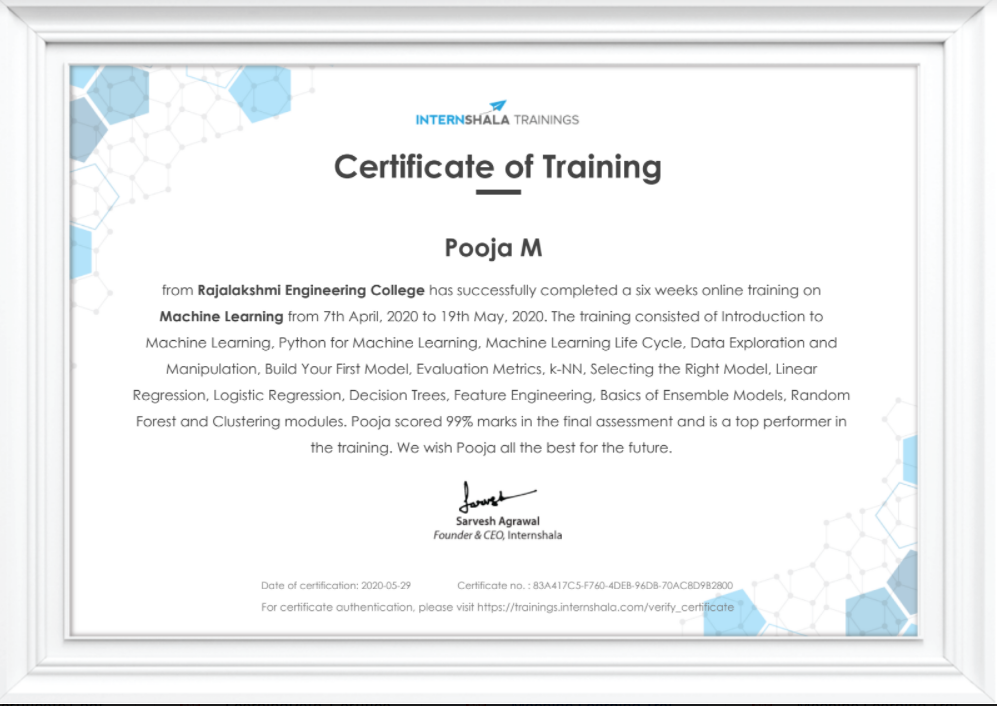 INTERNSHALA TRAININGS
Certificate of Training
Pooja M
from Rajalakshmi Engineering College has successfully completed a six weeks online training on
Machine Learning from 7th April, 2020 to 19th May, 2020. The training consisted of Introduction to
Machine Learning, Python for Machine Learning, Machine Learning Life Cycle, Data Exploration and
Manipulation, Build Your First Model, Evaluation Metrics, k-NN, Selecting the Right Model, Linear
Regression, Logistic Regression, Decision Trees, Feature Engineering, Basics of Ensemble Models, Random
Forest and Clustering modules. Pooja scored 99% marks in the final assessment and is a top performer in
the training. We wish Pooja all the best for the future.
Sarvesh
Sarvesh Agrawal
Founder & CEO, Internshala
Date of certification: 2020-05-29 Certificate no. : 83A417C5-F760-4DEB-96DB-70AC8D9B2800
For certificate authentication, please visit https://trainings.internshala.com/verify_certificate